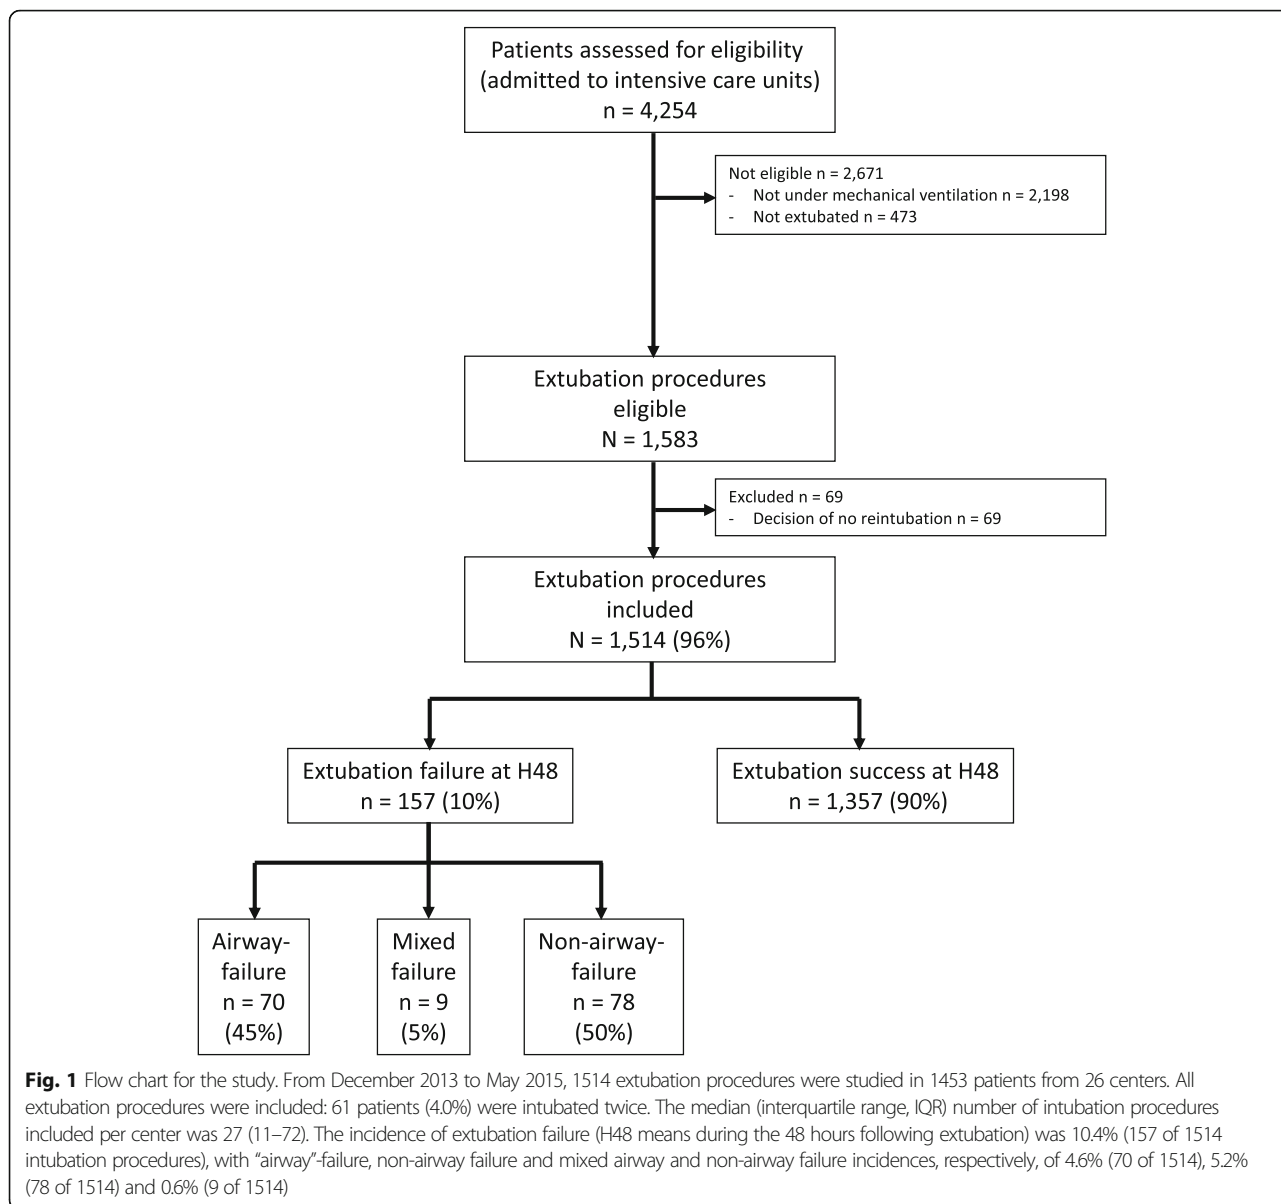 Patients assessed for eligibility
(admitted to intensive care units)
n = 4,254
Not eligible n = 2,671
- Not under mechanical ventilation n = 2,198
- Not extubated n = 473
Extubation procedures
eligible
N = 1,583
Excluded n = 69
- Decision of no reintubation n = 69
Extubation procedures
included
N = 1,514 (96%)
Extubation failure at H48
n = 157 (10%)
Extubation success at H48
n = 1,357 (90%)
Airway-
failure
n = 70
(45%)
Mixed
failure
n = 9
(5%)
Non-airway-
failure
n = 78
(50%)
Fig. 1 Flow chart for the study. From December 2013 to May 2015, 1514 extubation procedures were studied in 1453 patients from 26 centers. All
extubation procedures were included: 61 patients (4.0%) were intubated twice. The median (interquartile range, IQR) number of intubation procedures
included per center was 27 (11–72). The incidence of extubation failure (H48 means during the 48 hours following extubation) was 10.4% (157 of 1514
intubation procedures), with “airway”-failure, non-airway failure and mixed airway and non-airway failure incidences, respectively, of 4.6% (70 of 1514), 5.2%
(78 of 1514) and 0.6% (9 of 1514)